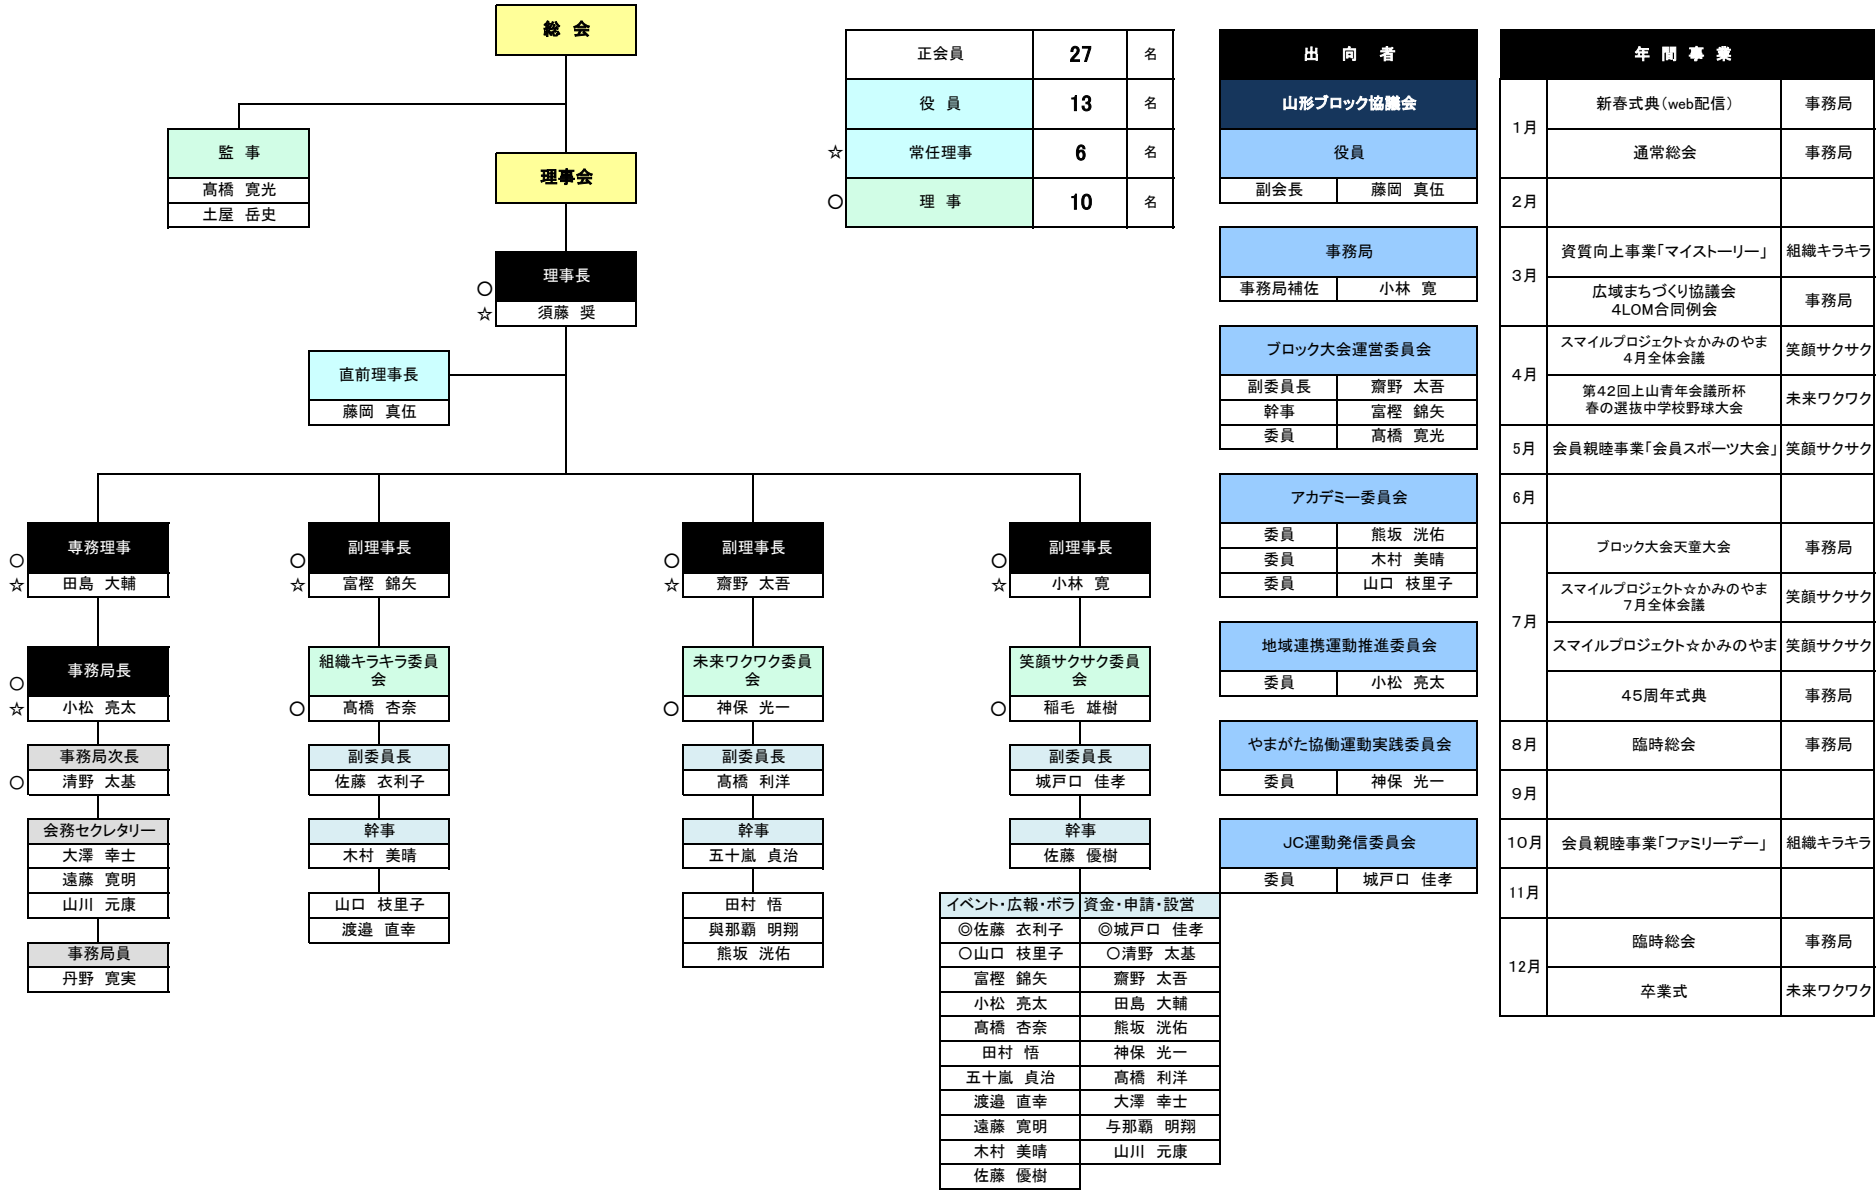 総 会
監 事
髙橋 寛光
土屋 岳史
理事会
○ 理事長
☆ 須藤 奨
直前理事長
藤岡 真伍
○ 専務理事
☆ 田島 大輔
○ 事務局長
☆ 小松 亮太
事務局次長
○ 清野 太基
会務セクレタリー
大澤 幸士
遠藤 寛明
山川 元康
事務局員
丹野 寛実
○ 副理事長
☆ 富樫 錦矢
組織キラキラ委員
会
○ 髙橋 杏奈
副委員長
佐藤 衣利子
幹事
木村 美晴
山口 枝里子
渡邉 直幸
○ 副理事長
☆ 齋野 太吾
未来ワクワク委員
会
○ 神保 光一
副委員長
髙橋 利洋
幹事
五十嵐 貞治
田村 悟
與那覇 明翔
熊坂 洸佑
○ 副理事長
☆ 小林 寛
笑顔サクサク委員
会
○ 稲毛 雄樹
副委員長
城戸口 佳孝
幹事
佐藤 優樹
イベント・広報・ボラ 資金・申請・設営
◎佐藤 衣利子 ◎城戸口 佳孝
○山口 枝里子 ○清野 太基
富樫 錦矢 齋野 太吾
小松 亮太 田島 大輔
髙橋 杏奈 熊坂 洸佑
田村 悟 神保 光一
五十嵐 貞治 髙橋 利洋
渡邉 直幸 大澤 幸士
遠藤 寛明 与那覇 明翔
木村 美晴 山川 元康
佐藤 優樹
正会員 27 名
役 員 13 名
☆ 常任理事 6 名
○ 理 事 10 名
出 向 者
山形ブロック協議会
役員
副会長 藤岡 真伍
事務局
事務局補佐 小林 寛
ブロック大会運営委員会
副委員長 齋野 太吾
幹事 富樫 錦矢
委員 髙橋 寛光
アカデミー委員会
委員 熊坂 洸佑
委員 木村 美晴
委員 山口 枝里子
地域連携運動推進委員会
委員 小松 亮太
やまがた協働運動実践委員会
委員 神保 光一
JC運動発信委員会
委員 城戸口 佳孝
年 間 事 業
1月 新春式典(web配信) 事務局
通常総会 事務局
2月
3月 資質向上事業「マイストーリー」 組織キラキラ
広域まちづくり協議会
4LOM合同例会 事務局
4月 スマイルプロジェクト☆かみのやま
4月全体会議 笑顔サクサク
第42回上山青年会議所杯
春の選抜中学校野球大会 未来ワクワク
5月 会員親睦事業「会員スポーツ大会」 笑顔サクサク
6月
7月 ブロック大会天童大会 事務局
スマイルプロジェクト☆かみのやま
7月全体会議 笑顔サクサク
スマイルプロジェクト☆かみのやま 笑顔サクサク
45周年式典 事務局
8月 臨時総会 事務局
9月
10月 会員親睦事業「ファミリーデー」 組織キラキラ
11月
12月 臨時総会 事務局
卒業式 未来ワクワク